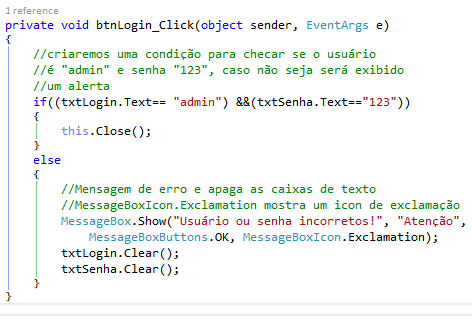 1 reference
private void btnLogin_Click(object sender, EventArgs e)
{
//criaremos uma condição para checar se o usuário
//é "admin" e senha "123", caso não seja será exibido
//um alerta
if((txtLogin.Text== "admin") &&(txtSenha.Text=="123"))
{
this.Close();
}
else
{
//Mensagem de erro e apaga as caixas de texto
//MessageBoxIcon.Exclamation mostra um icon de exclamação
MessageBox.Show("Usuário ou senha incorretos!", "Atenção",
MessageBoxButtons.OK, MessageBoxIcon.Exclamation);
txtLogin.Clear();
txtSenha.Clear();
}
}